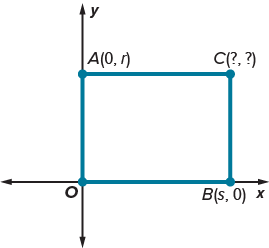 y
A(0, r) C(?, ?)
O B(s, 0) x